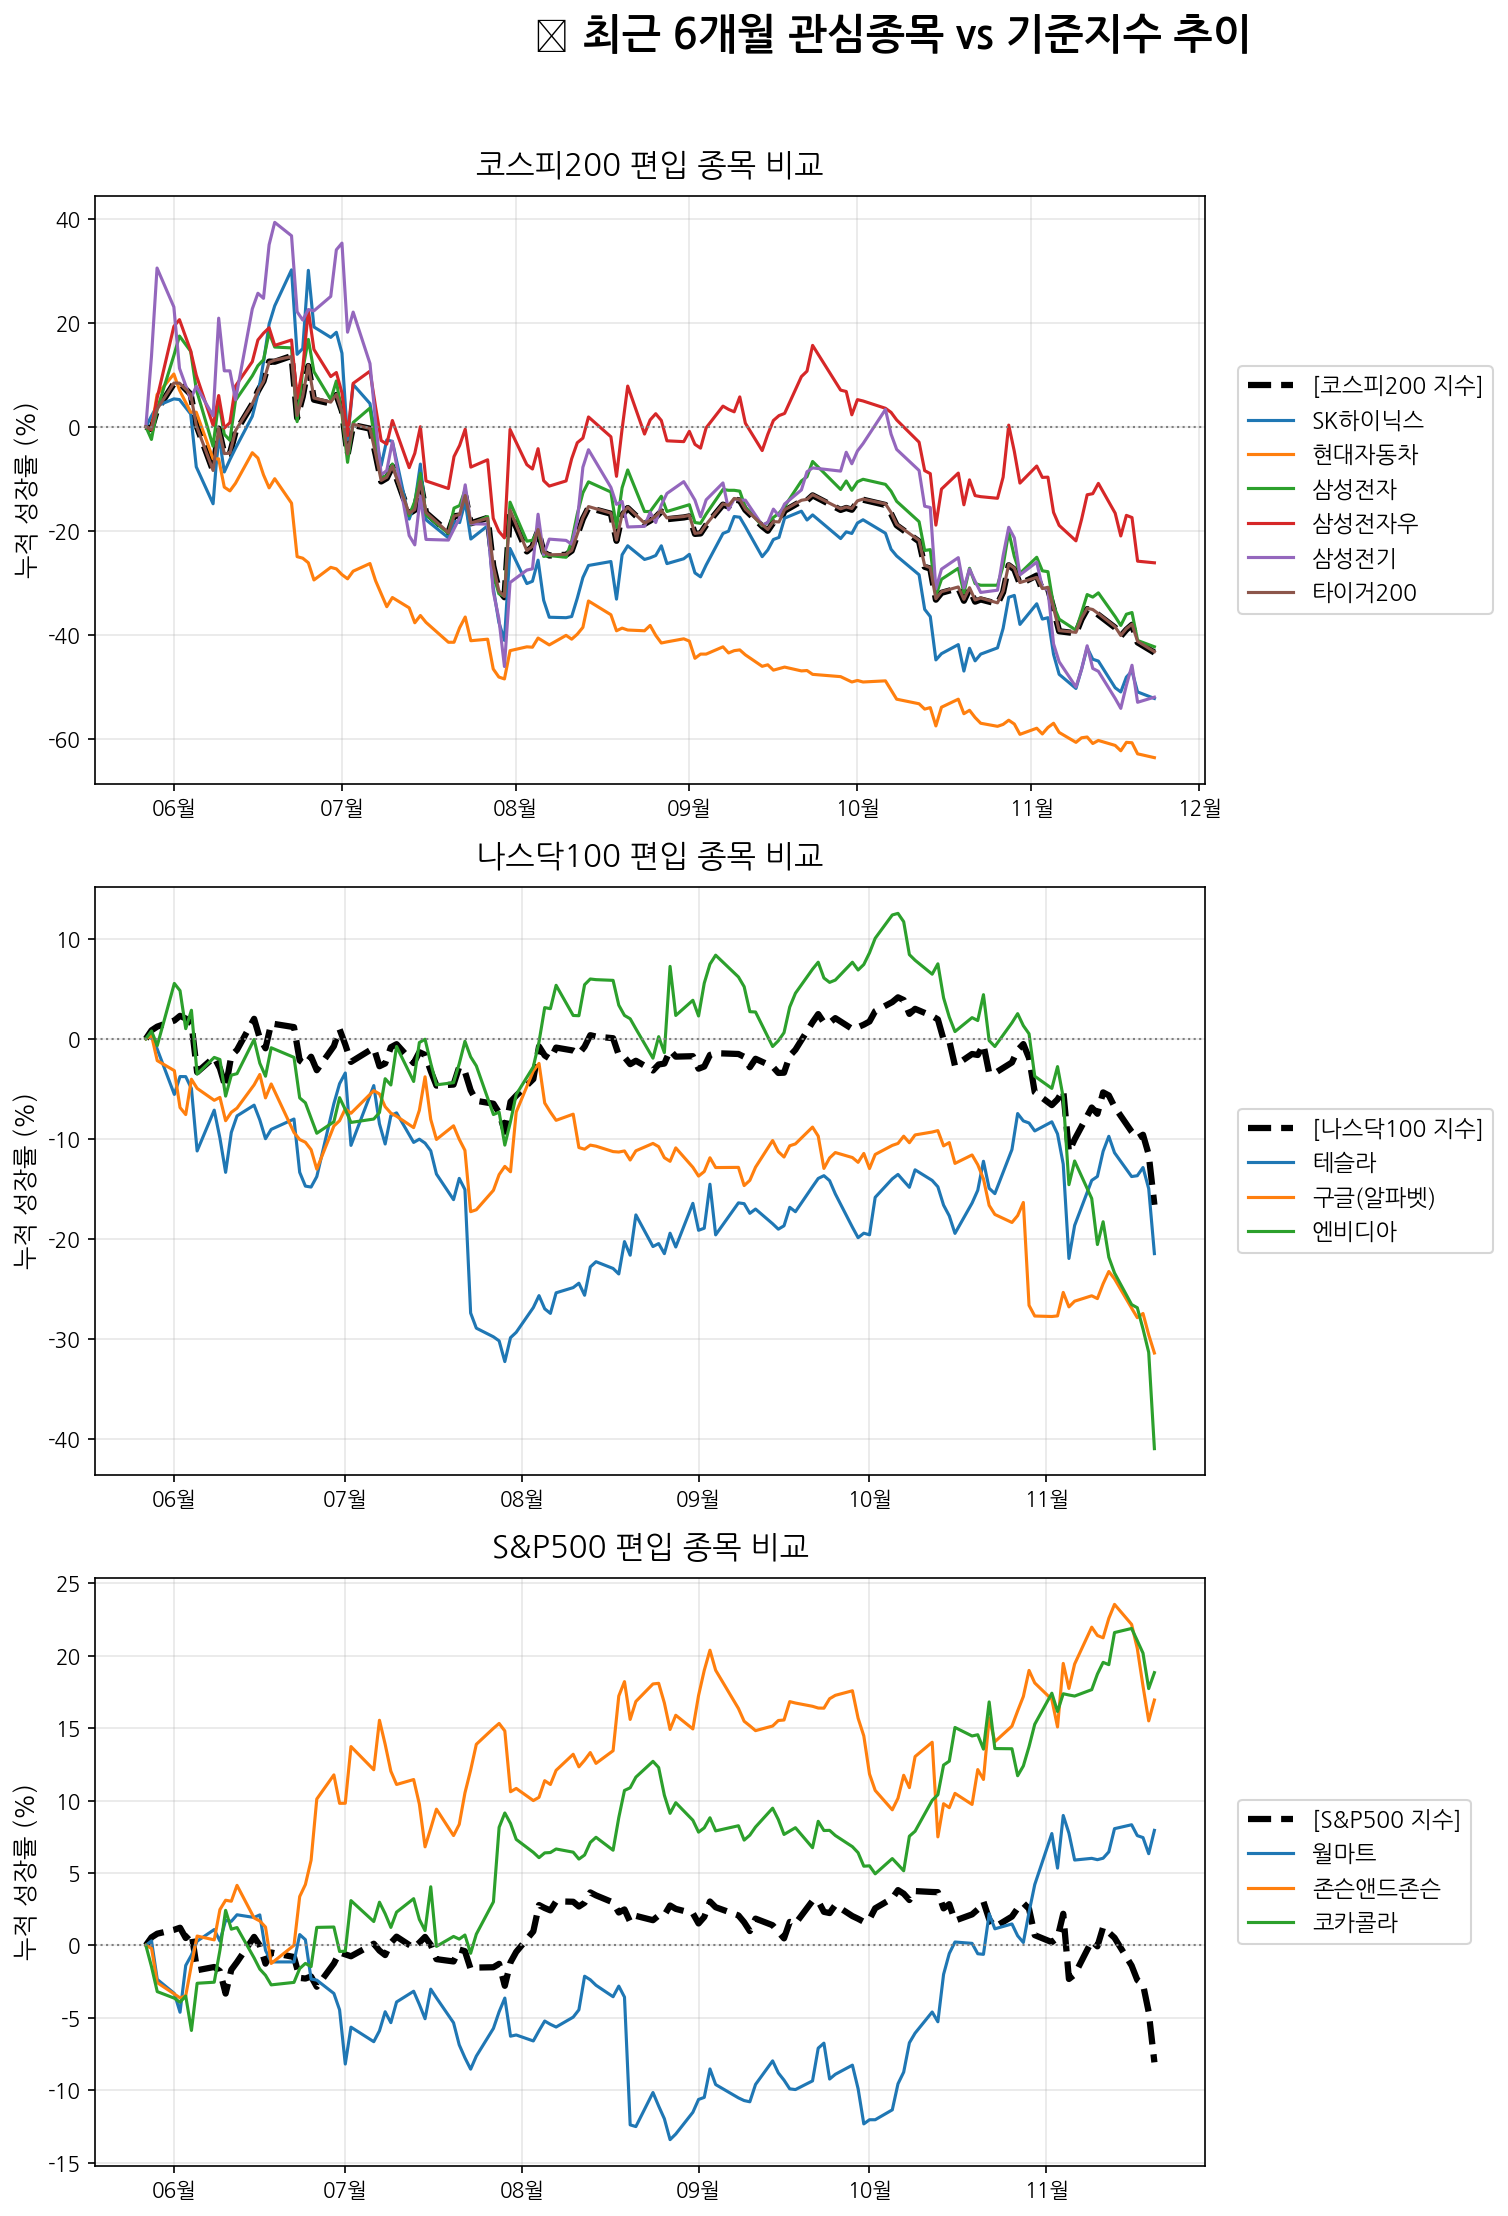 최근 6개월 관심종목 vs 기준지수 추이
코스피200 편입 종목 비교
누적 성장률 (%)
40
20
0
-20
-40
-60
06월
07월
08월
09월
10월
11월
12월
[코스피200 지수]
SK하이닉스
현대자동차
삼성전자
삼성전자우
삼성전기
타이거200
나스닥100 편입 종목 비교
누적 성장률 (%)
10
0
-10
-20
-30
-40
06월
07월
08월
09월
10월
11월
[나스닥100 지수]
테슬라
구글(알파벳)
엔비디아
S&P500 편입 종목 비교
누적 성장률 (%)
25
20
15
10
5
0
-5
-10
-15
06월
07월
08월
09월
10월
11월
[S&P500 지수]
월마트
존슨앤드존슨
코카콜라